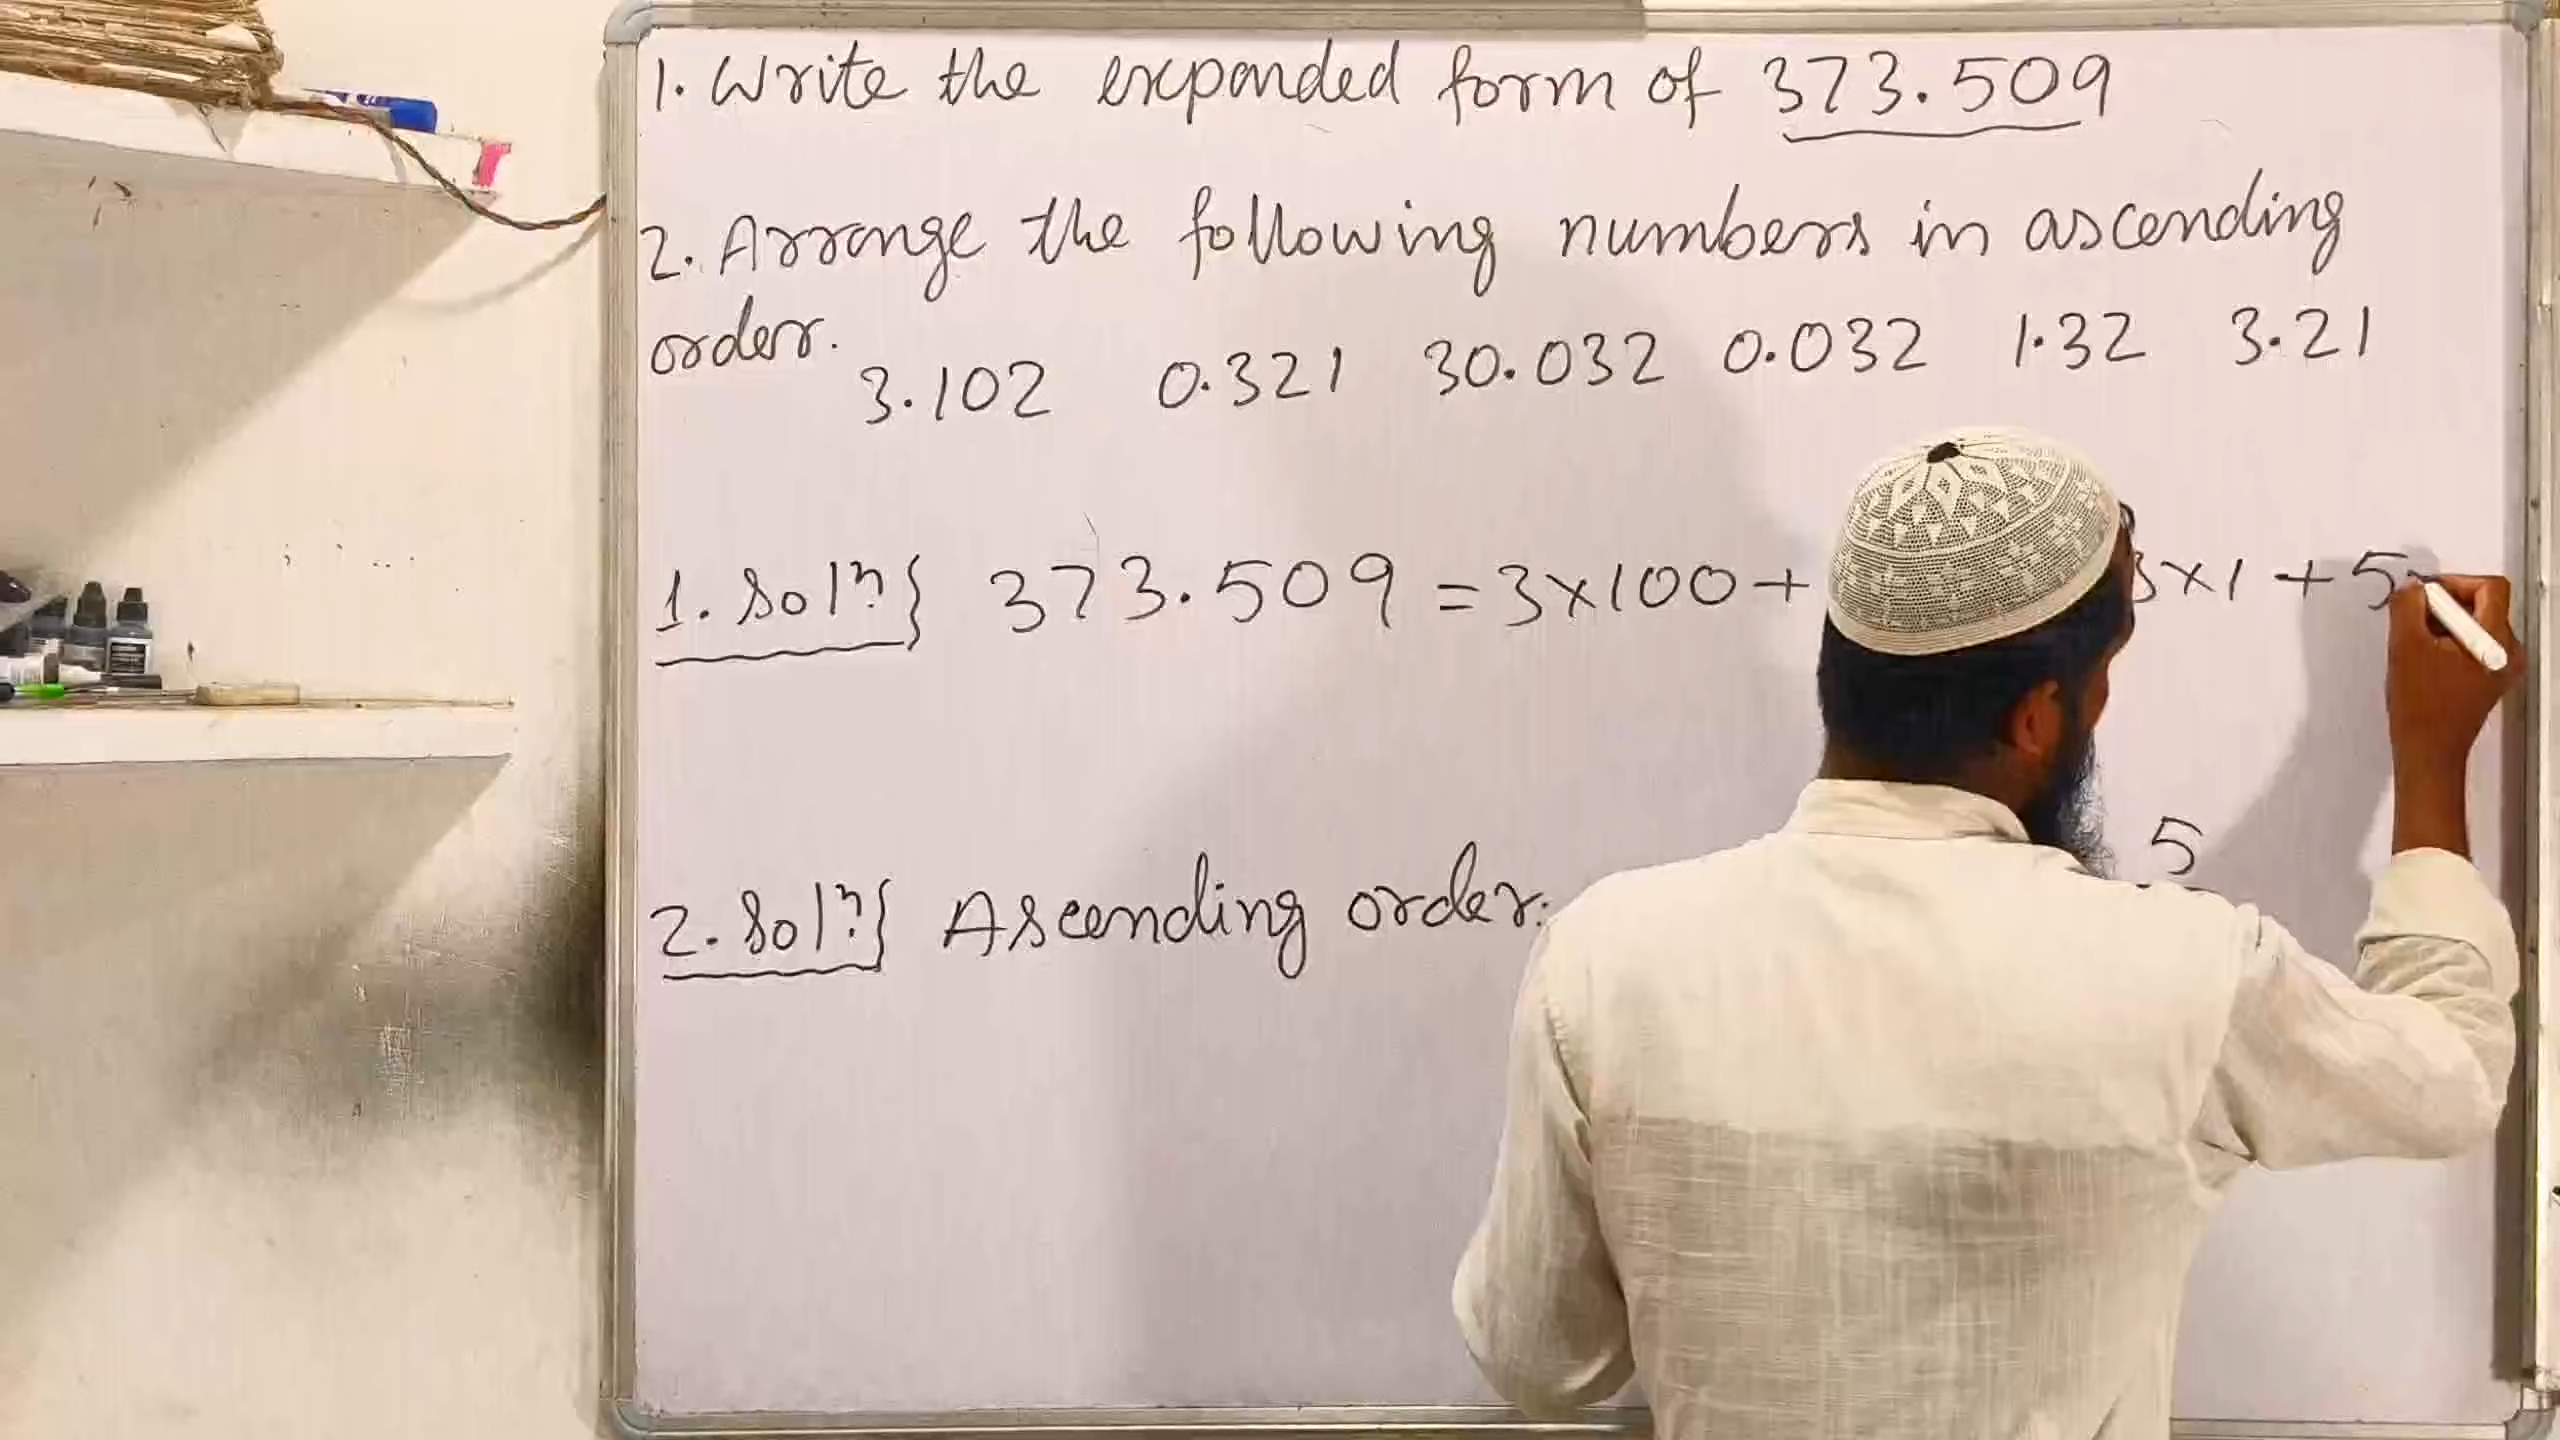 1. Write the expanded form of 373.509
2. Arrange the following numbers in ascending
order.
3.102 0.321 30.032 0.032 1.32 3.21
1. Soln} 373.509 = 3×100 + 3×1 + 5
5
2. Soln} Ascending order: